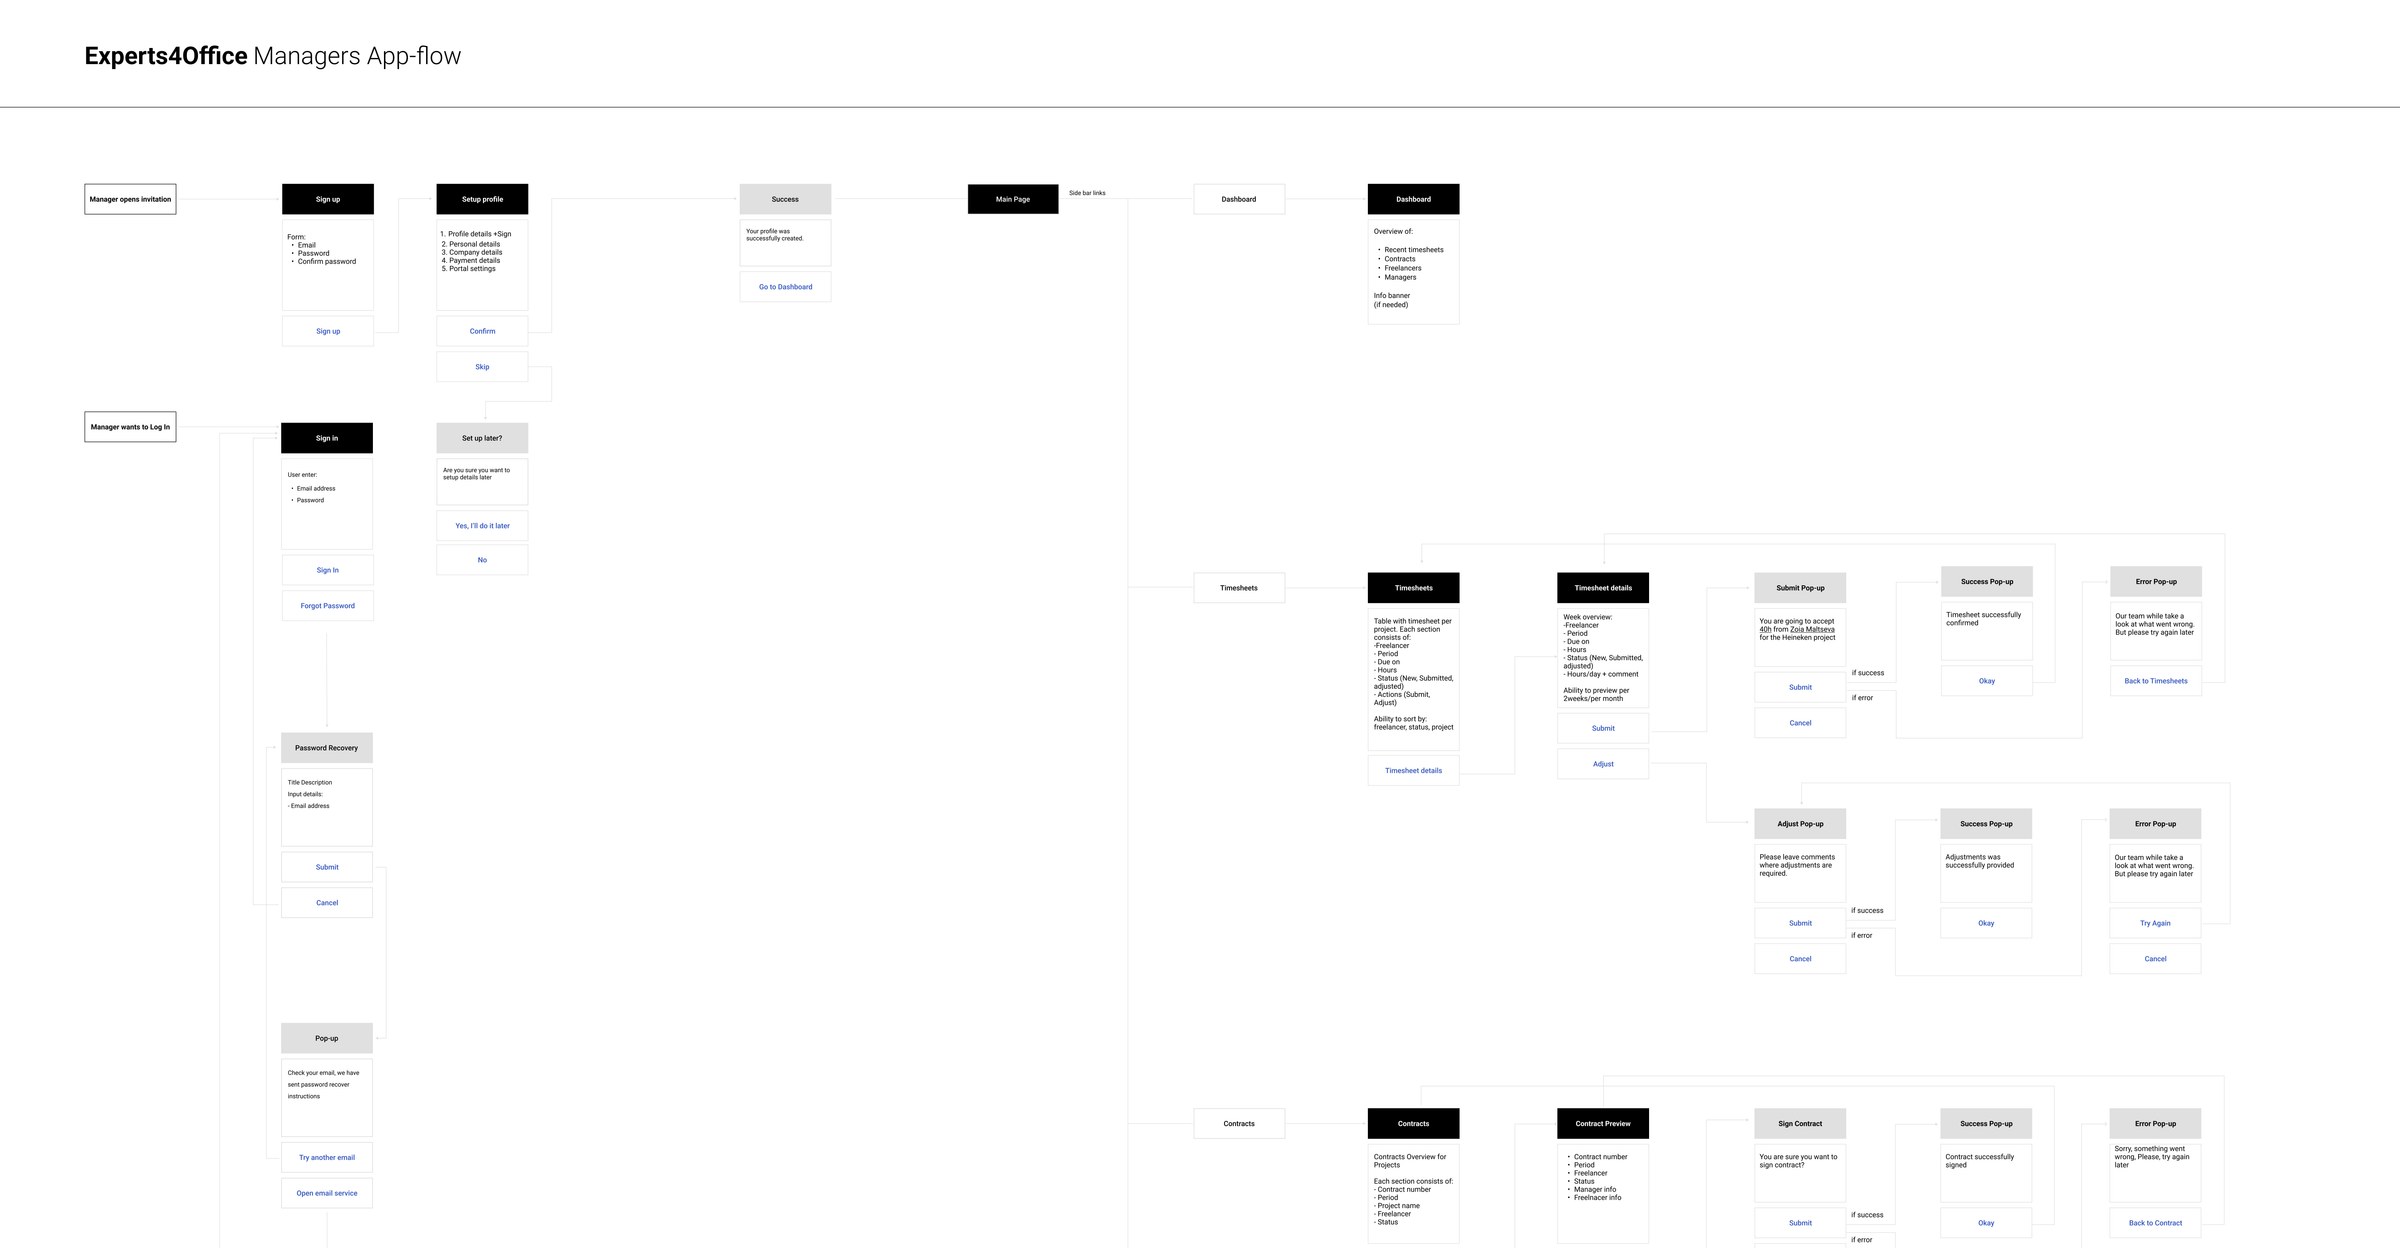 Experts4Office Managers App-flow
Manager opens invitation
Sign up
Form:
• Email
• Password
• Confirm password
Sign up
Setup profile
1. Profile details +Sign
2. Personal details
3. Company details
4. Payment details
5. Portal settings
Confirm
Skip
Success
Your profile was
successfully created.
Go to Dashboard
Main Page
Side bar links
Dashboard
Dashboard
Overview of:
• Recent timesheets
• Contracts
• Freelancers
• Managers
Info banner
(if needed)
Manager wants to Log In
Sign in
User enter:
• Email address
• Password
Sign In
Forgot Password
Set up later?
Are you sure you want to
setup details later
Yes, I'll do it later
No
Password Recovery
Title Description
Input details:
- Email address
Submit
Cancel
Pop-up
Check your email, we have
sent password recover
instructions
Try another email
Open email service
Timesheets
Timesheets
Table with timesheet per
project. Each section
consists of:
-Freelancer
- Period
- Due on
- Hours
- Status (New, Submitted,
adjusted)
- Actions (Submit,
Adjust)
Ability to sort by:
freelancer, status, project
Timesheet details
Timesheet details
Week overview:
-Freelancer
- Period
- Due on
- Hours
- Status (New, Submitted,
adjusted)
- Hours/day + comment
Ability to preview per
2weeks/per month
Submit
Adjust
Submit Pop-up
You are going to accept
40h from Zoia Maltseva
for the Heineken project
Submit
Cancel
if success
if error
Success Pop-up
Timesheet successfully
confirmed
Okay
Error Pop-up
Our team while take a
look at what went wrong.
But please try again later
Back to Timesheets
Adjust Pop-up
Please leave comments
where adjustments are
required.
Submit
Cancel
if success
if error
Success Pop-up
Adjustments was
successfully provided
Okay
Error Pop-up
Our team while take a
look at what went wrong.
But please try again later
Try Again
Cancel
Contracts
Contracts
Contracts Overview for
Projects
Each section consists of:
- Contract number
- Period
- Project name
- Freelancer
- Status
Contract Preview
• Contract number
• Period
• Freelancer
• Status
• Manager info
• Freelnacer info
Sign Contract
You are sure you want to
sign contract?
Submit
if success
if error
Success Pop-up
Contract successfully
signed
Okay
Error Pop-up
Sorry, something went
wrong, Please, try again
later
Back to Contract